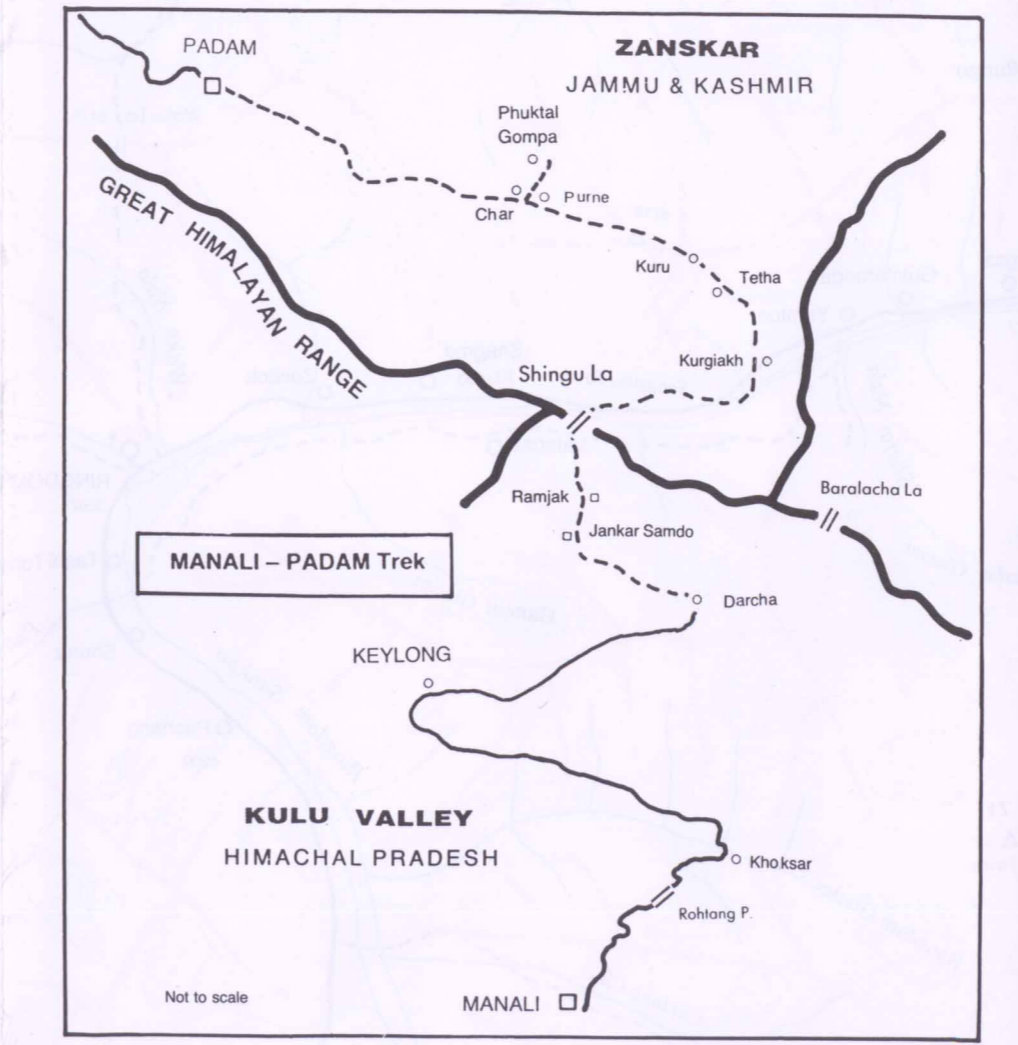 PADAM
ZANSKAR
JAMMU & KASHMIR
Phuktal
Gompa
Purne
Char
GREAT HIMALAYAN RANGE
Kuru
Tetha
Kurgiakh
Shingu La
Ramjak
Baralacha La
Jankar Samdo
MANALI – PADAM Trek
Darcha
KEYLONG
KULU VALLEY
HIMACHAL PRADESH
Khoksar
Rohtang P.
Not to scale
MANALI